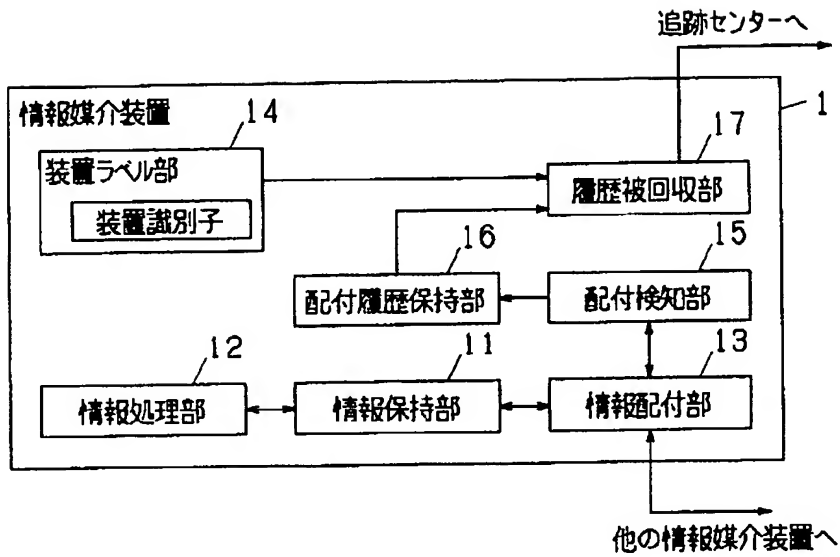 追跡センターへ
情報媒介装置
1
14
17
装置ラベル部
履歴被回収部
装置識別子
16
15
配付履歴保持部
配付検知部
12
11
13
情報処理部
情報保持部
情報配付部
他の情報媒介装置へ